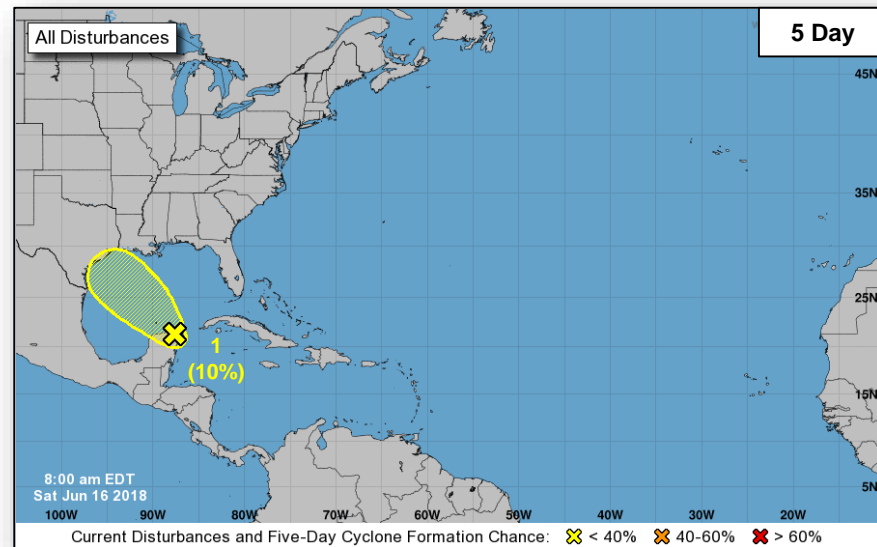 All Disturbances
5 Day
45N
35N
25N
15N
5N
1
(10%)
8:00 am EDT
Sat Jun 16 2018
100W 90W 80W 70W 60W 50W 40W 30W 20W
Current Disturbances and Five-Day Cyclone Formation Chance: < 40% 40-60% > 60%